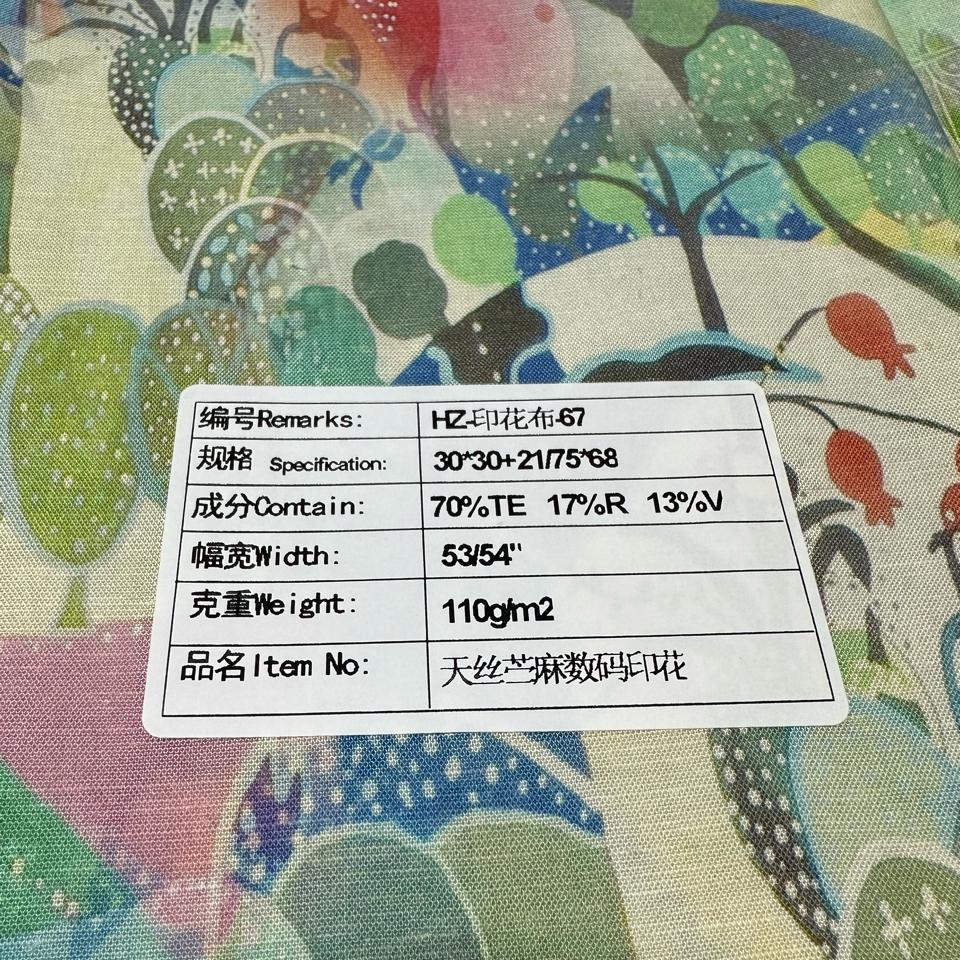 编号Remarks: HZ-印花布-67
规格 Specification: 30*30+21/75*68
成分Contain: 70%TE 17%R 13%V
幅宽Width: 53/54"
克重Weight: 110g/m2
品名Item No: 天丝苎麻数码印花